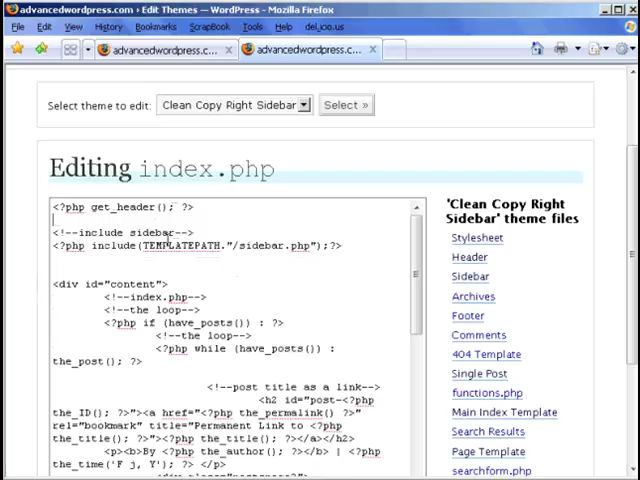 advancedwordpress.com › Edit Themes — WordPress - Mozilla Firefox
File Edit View History Bookmarks ScrapBook Tools Help del_icio.us
advancedwordpress.c... advancedwordpress.com...
Select theme to edit: Clean Copy Right Sidebar Select »
Editing index.php
<?php get_header(); ?>
<!--include sidebar-->
<?php include(TEMPLATEPATH."/sidebar.php");?>
<div id="content">
<!--index.php-->
<!--the loop-->
<?php if (have_posts()) : ?>
<!--the loop-->
<?php while (have_posts()) :
the_post(); ?>
<!--post title as a link-->
<h2 id="post-<?php
the_ID(); ?>"><a href="<?php the_permalink() ?>"
rel="bookmark" title="Permanent Link to <?php
the_title(); ?>"><?php the_title(); ?></a></h2>
<p><b>By <?php the_author(); ?></b> | <?php
the_time('F j, Y'); ?> </p>
'Clean Copy Right
Sidebar' theme files
Stylesheet
Header
Sidebar
Archives
Footer
Comments
404 Template
Single Post
functions.php
Main Index Template
Search Results
Page Template
searchform.php